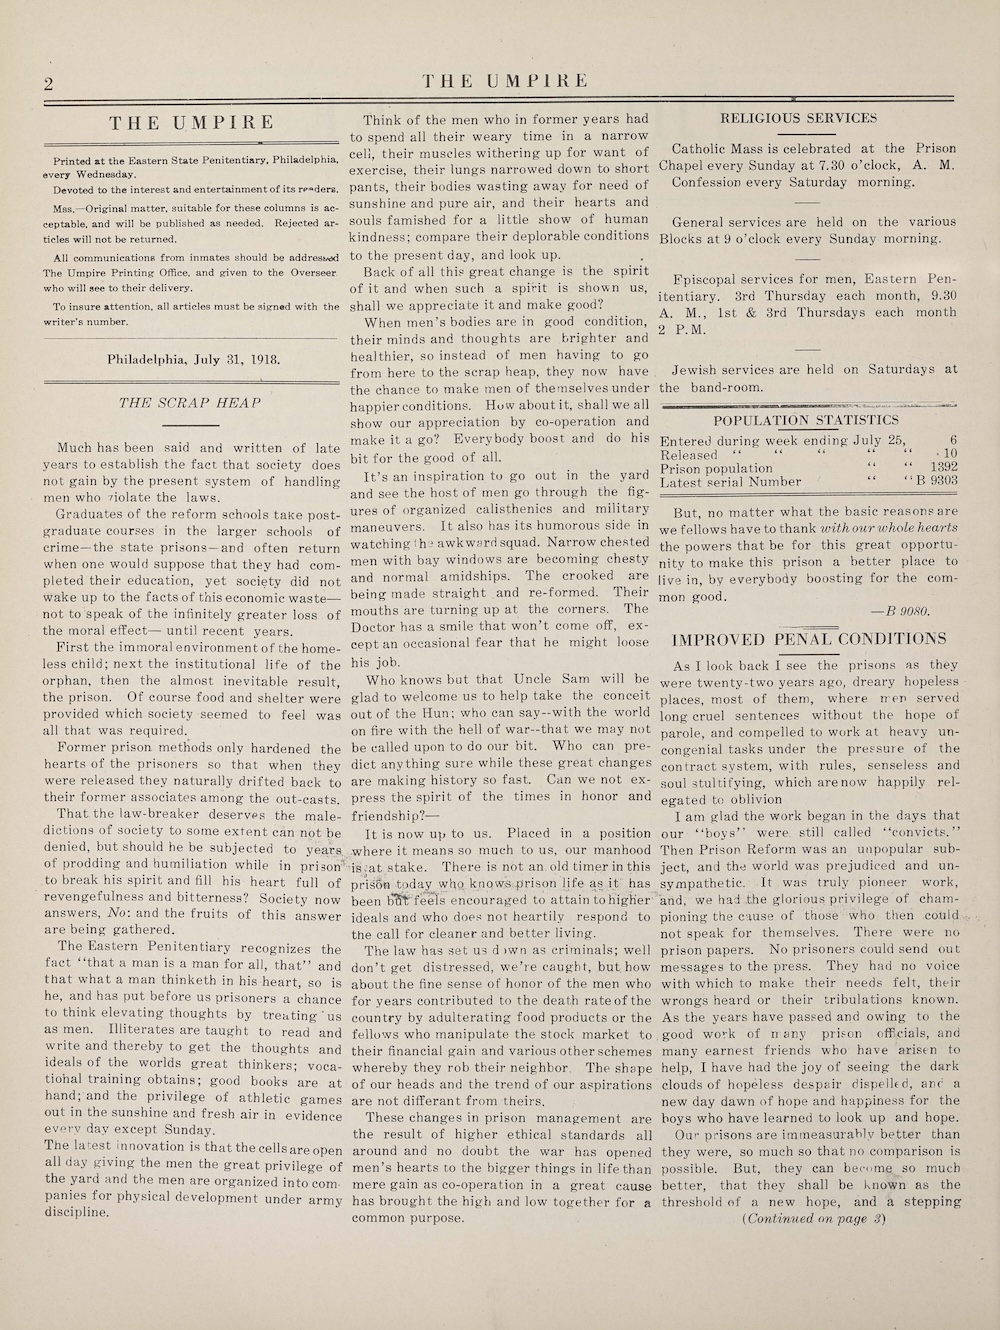 2
THE UMPIRE
THE UMPIRE
Printed at the Eastern State Penitentiary, Philadelphia,
every Wednesday.
Devoted to the interest and entertainment of its readers.
Mss.—Original matter, suitable for these columns is ac-
ceptable, and will be published as needed. Rejected ar-
ticles will not be returned.
All communications from inmates should be addressed
The Umpire Printing Office, and given to the Overseer
who will see to their delivery.
To insure attention, all articles must be signed with the
writer's number.
Philadelphia, July 31, 1918.
THE SCRAP HEAP
Much has been said and written of late
years to establish the fact that society does
not gain by the present system of handling
men who violate the laws.
Graduates of the reform schools take post-
graduate courses in the larger schools of
crime—the state prisons—and often return
when one would suppose that they had com-
pleted their education, yet society did not
wake up to the facts of this economic waste—
not to speak of the infinitely greater loss of
the moral effect— until recent years.
First the immoral environment of the home-
less child; next the institutional life of the
orphan, then the almost inevitable result,
the prison. Of course food and shelter were
provided which society seemed to feel was
all that was required.
Former prison methods only hardened the
hearts of the prisoners so that when they
were released they naturally drifted back to
their former associates among the out-casts.
That the law-breaker deserves the male-
dictions of society to some extent can not be
denied, but should he be subjected to years
of prodding and humiliation while in prison
to break his spirit and fill his heart full of
revengefulness and bitterness? Society now
answers, No: and the fruits of this answer
are being gathered.
The Eastern Penitentiary recognizes the
fact "that a man is a man for all, that" and
that what a man thinketh in his heart, so is
he, and has put before us prisoners a chance
to think elevating thoughts by treating us
as men. Illiterates are taught to read and
write and thereby to get the thoughts and
ideals of the worlds great thinkers; voca-
tional training obtains; good books are at
hand; and the privilege of athletic games
out in the sunshine and fresh air in evidence
every day except Sunday.
The latest innovation is that the cells are open
all day giving the men the great privilege of
the yard and the men are organized into com-
panies for physical development under army
discipline.
Think of the men who in former years had
to spend all their weary time in a narrow
cell, their muscles withering up for want of
exercise, their lungs narrowed down to short
pants, their bodies wasting away for need of
sunshine and pure air, and their hearts and
souls famished for a little show of human
kindness; compare their deplorable conditions
to the present day, and look up.
Back of all this great change is the spirit
of it and when such a spirit is shown us,
shall we appreciate it and make good?
When men's bodies are in good condition,
their minds and thoughts are brighter and
healthier, so instead of men having to go
from here to the scrap heap, they now have
the chance to make men of themselves under
happier conditions. How about it, shall we all
show our appreciation by co-operation and
make it a go? Everybody boost and do his
bit for the good of all.
It's an inspiration to go out in the yard
and see the host of men go through the fig-
ures of organized calisthenics and military
maneuvers. It also has its humorous side in
watching the awkward squad. Narrow chested
men with bay windows are becoming chesty
and normal amidships. The crooked are
being made straight and re-formed. Their
mouths are turning up at the corners. The
Doctor has a smile that won't come off, ex-
cept an occasional fear that he might loose
his job.
Who knows but that Uncle Sam will be
glad to welcome us to help take the conceit
out of the Hun; who can say--with the world
on fire with the hell of war--that we may not
be called upon to do our bit. Who can pre-
dict anything sure while these great changes
are making history so fast. Can we not ex-
press the spirit of the times in honor and
friendship?—
It is now up to us. Placed in a position
where it means so much to us, our manhood
is at stake. There is not an old timer in this
prison today who knows prison life as it has
been but feels encouraged to attain to higher
ideals and who does not heartily respond to
the call for cleaner and better living.
The law has set us down as criminals; well
don't get distressed, we're caught, but how
about the fine sense of honor of the men who
for years contributed to the death rate of the
country by adulterating food products or the
fellows who manipulate the stock market to
their financial gain and various other schemes
whereby they rob their neighbor. The shape
of our heads and the trend of our aspirations
are not differant from theirs.
These changes in prison management are
the result of higher ethical standards all
around and no doubt the war has opened
men's hearts to the bigger things in life than
mere gain as co-operation in a great cause
has brought the high and low together for a
common purpose.
RELIGIOUS SERVICES
Catholic Mass is celebrated at the Prison
Chapel every Sunday at 7.30 o'clock, A. M.
Confession every Saturday morning.
General services are held on the various
Blocks at 9 o'clock every Sunday morning.
Episcopal services for men, Eastern Pen-
itentiary. 3rd Thursday each month, 9.30
A. M., 1st & 3rd Thursdays each month
2 P.M.
Jewish services are held on Saturdays at
the band-room.
POPULATION STATISTICS
Entered during week ending July 25, 6
Released " " " " " 10
Prison population " " 1392
Latest serial Number " " B 9303
But, no matter what the basic reasons are
we fellows have to thank with our whole hearts
the powers that be for this great opportu-
nity to make this prison a better place to
live in, by everybody boosting for the com-
mon good.
—B 9080.
IMPROVED PENAL CONDITIONS
As I look back I see the prisons as they
were twenty-two years ago, dreary hopeless
places, most of them, where men served
long cruel sentences without the hope of
parole, and compelled to work at heavy un-
congenial tasks under the pressure of the
contract system, with rules, senseless and
soul stultifying, which are now happily rel-
egated to oblivion
I am glad the work began in the days that
our "boys" were still called "convicts."
Then Prison Reform was an unpopular sub-
ject, and the world was prejudiced and un-
sympathetic. It was truly pioneer work,
and, we had the glorious privilege of cham-
pioning the cause of those who then could
not speak for themselves. There were no
prison papers. No prisoners could send out
messages to the press. They had no voice
with which to make their needs felt, their
wrongs heard or their tribulations known.
As the years have passed and owing to the
good work of many prison officials, and
many earnest friends who have arisen to
help, I have had the joy of seeing the dark
clouds of hopeless despair dispelled, and a
new day dawn of hope and happiness for the
boys who have learned to look up and hope.
Our prisons are immeasurably better than
they were, so much so that no comparison is
possible. But, they can become so much
better, that they shall be known as the
threshold of a new hope, and a stepping
(Continued on page 3)